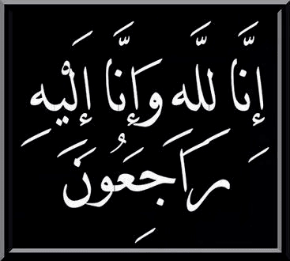 إِنَّا لِلَّهِ وَإِنَّا إِلَيْهِ
رَاجَعُونَ